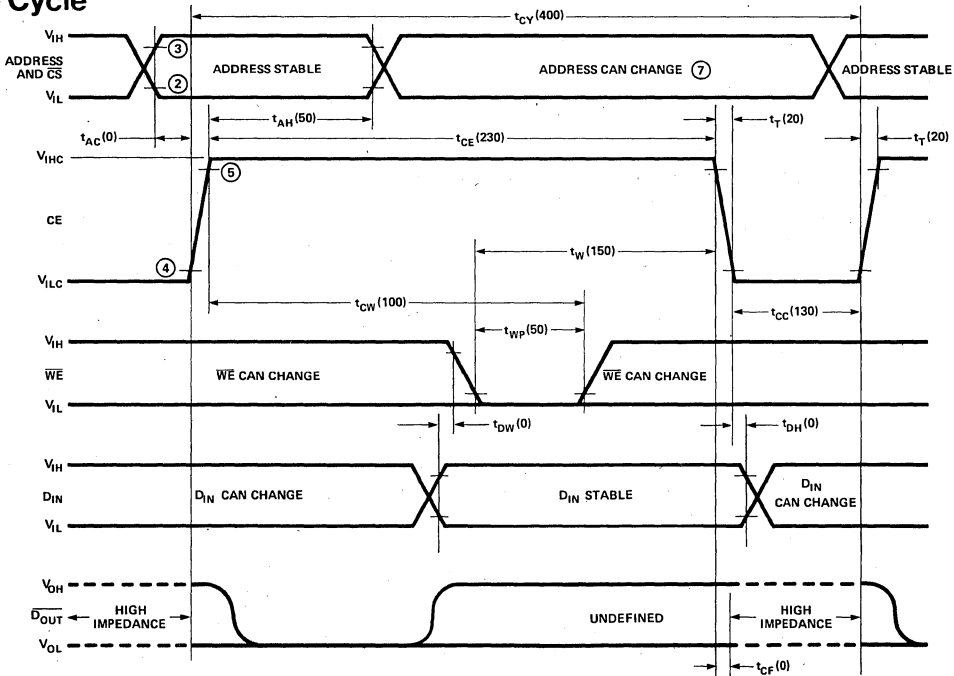 Cycle
tCY(400)
VIH
ADDRESS
AND CS
VIL
3
2
ADDRESS STABLE
ADDRESS CAN CHANGE 7
ADDRESS STABLE
tAC(0)
tAH(50)
tCE(230)
tT(20)
tT(20)
VIHC
5
CE
4
VILC
tW(150)
tCW(100)
tWP(50)
tCC(130)
VIH
WE
VIL
WE CAN CHANGE
WE CAN CHANGE
tDW(0)
tDH(0)
VIH
DIN
VIL
DIN CAN CHANGE
DIN STABLE
DIN
CAN CHANGE
VOH
DOUT
VOL
HIGH
IMPEDANCE
UNDEFINED
HIGH
IMPEDANCE
tCF(0)